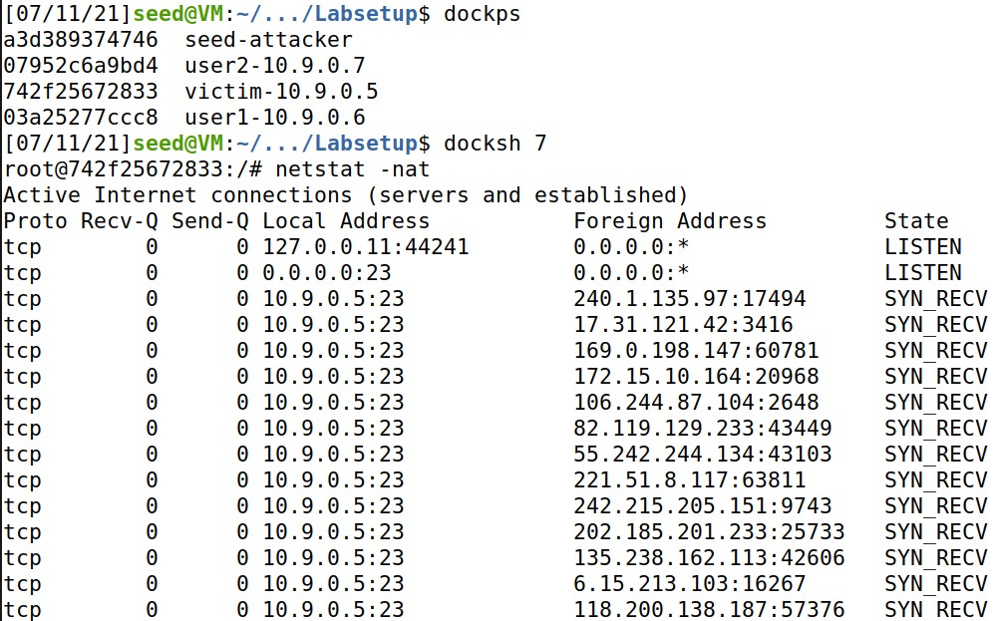 [07/11/21]seed@VM:~/.../Labsetup$ dockps
a3d389374746  seed-attacker
07952c6a9bd4  user2-10.9.0.7
742f25672833  victim-10.9.0.5
03a25277ccc8  user1-10.9.0.6
[07/11/21]seed@VM:~/.../Labsetup$ docksh 7
root@742f25672833:/# netstat -nat
Active Internet connections (servers and established)
Proto Recv-Q Send-Q Local Address           Foreign Address         State
tcp        0      0 127.0.0.11:44241        0.0.0.0:*               LISTEN
tcp        0      0 0.0.0.0:23              0.0.0.0:*               LISTEN
tcp        0      0 10.9.0.5:23             240.1.135.97:17494      SYN_RECV
tcp        0      0 10.9.0.5:23             17.31.121.42:3416       SYN_RECV
tcp        0      0 10.9.0.5:23             169.0.198.147:60781     SYN_RECV
tcp        0      0 10.9.0.5:23             172.15.10.164:20968     SYN_RECV
tcp        0      0 10.9.0.5:23             106.244.87.104:2648     SYN_RECV
tcp        0      0 10.9.0.5:23             82.119.129.233:43449    SYN_RECV
tcp        0      0 10.9.0.5:23             55.242.244.134:43103    SYN_RECV
tcp        0      0 10.9.0.5:23             221.51.8.117:63811      SYN_RECV
tcp        0      0 10.9.0.5:23             242.215.205.151:9743    SYN_RECV
tcp        0      0 10.9.0.5:23             202.185.201.233:25733   SYN_RECV
tcp        0      0 10.9.0.5:23             135.238.162.113:42606   SYN_RECV
tcp        0      0 10.9.0.5:23             6.15.213.103:16267      SYN_RECV
tcp        0      0 10.9.0.5:23             118.200.138.187:57376   SYN_RECV